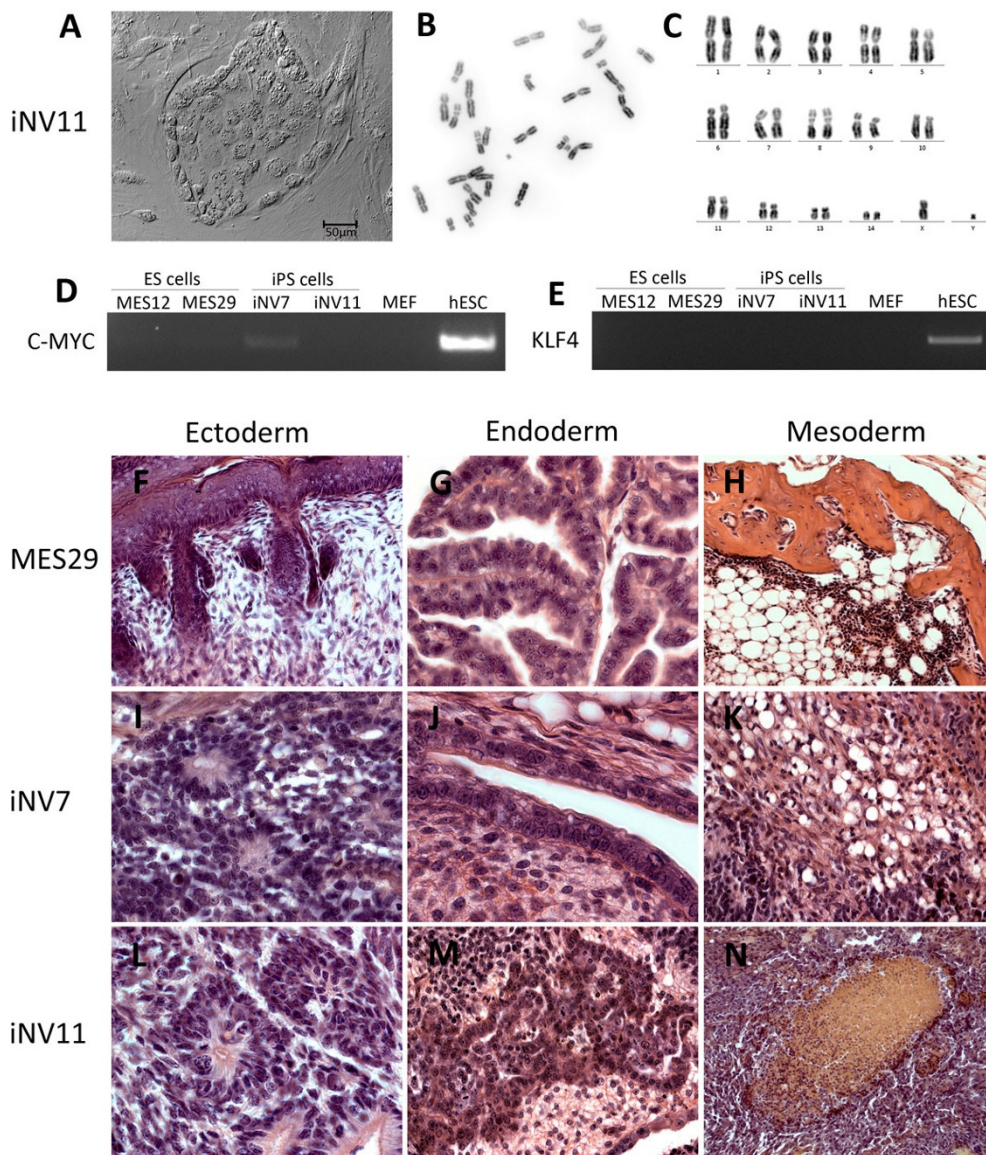 A
B
C
iNV11
50µm
1 2 3 4 5
6 7 8 9 10
11 12 13 14 X Y
D
ES cells iPS cells
MES12 MES29 iNV7 iNV11 MEF hESC
C-MYC
E
ES cells iPS cells
MES12 MES29 iNV7 iNV11 MEF hESC
KLF4
Ectoderm Endoderm Mesoderm
MES29
F G H
iNV7
I J K
iNV11
L M N